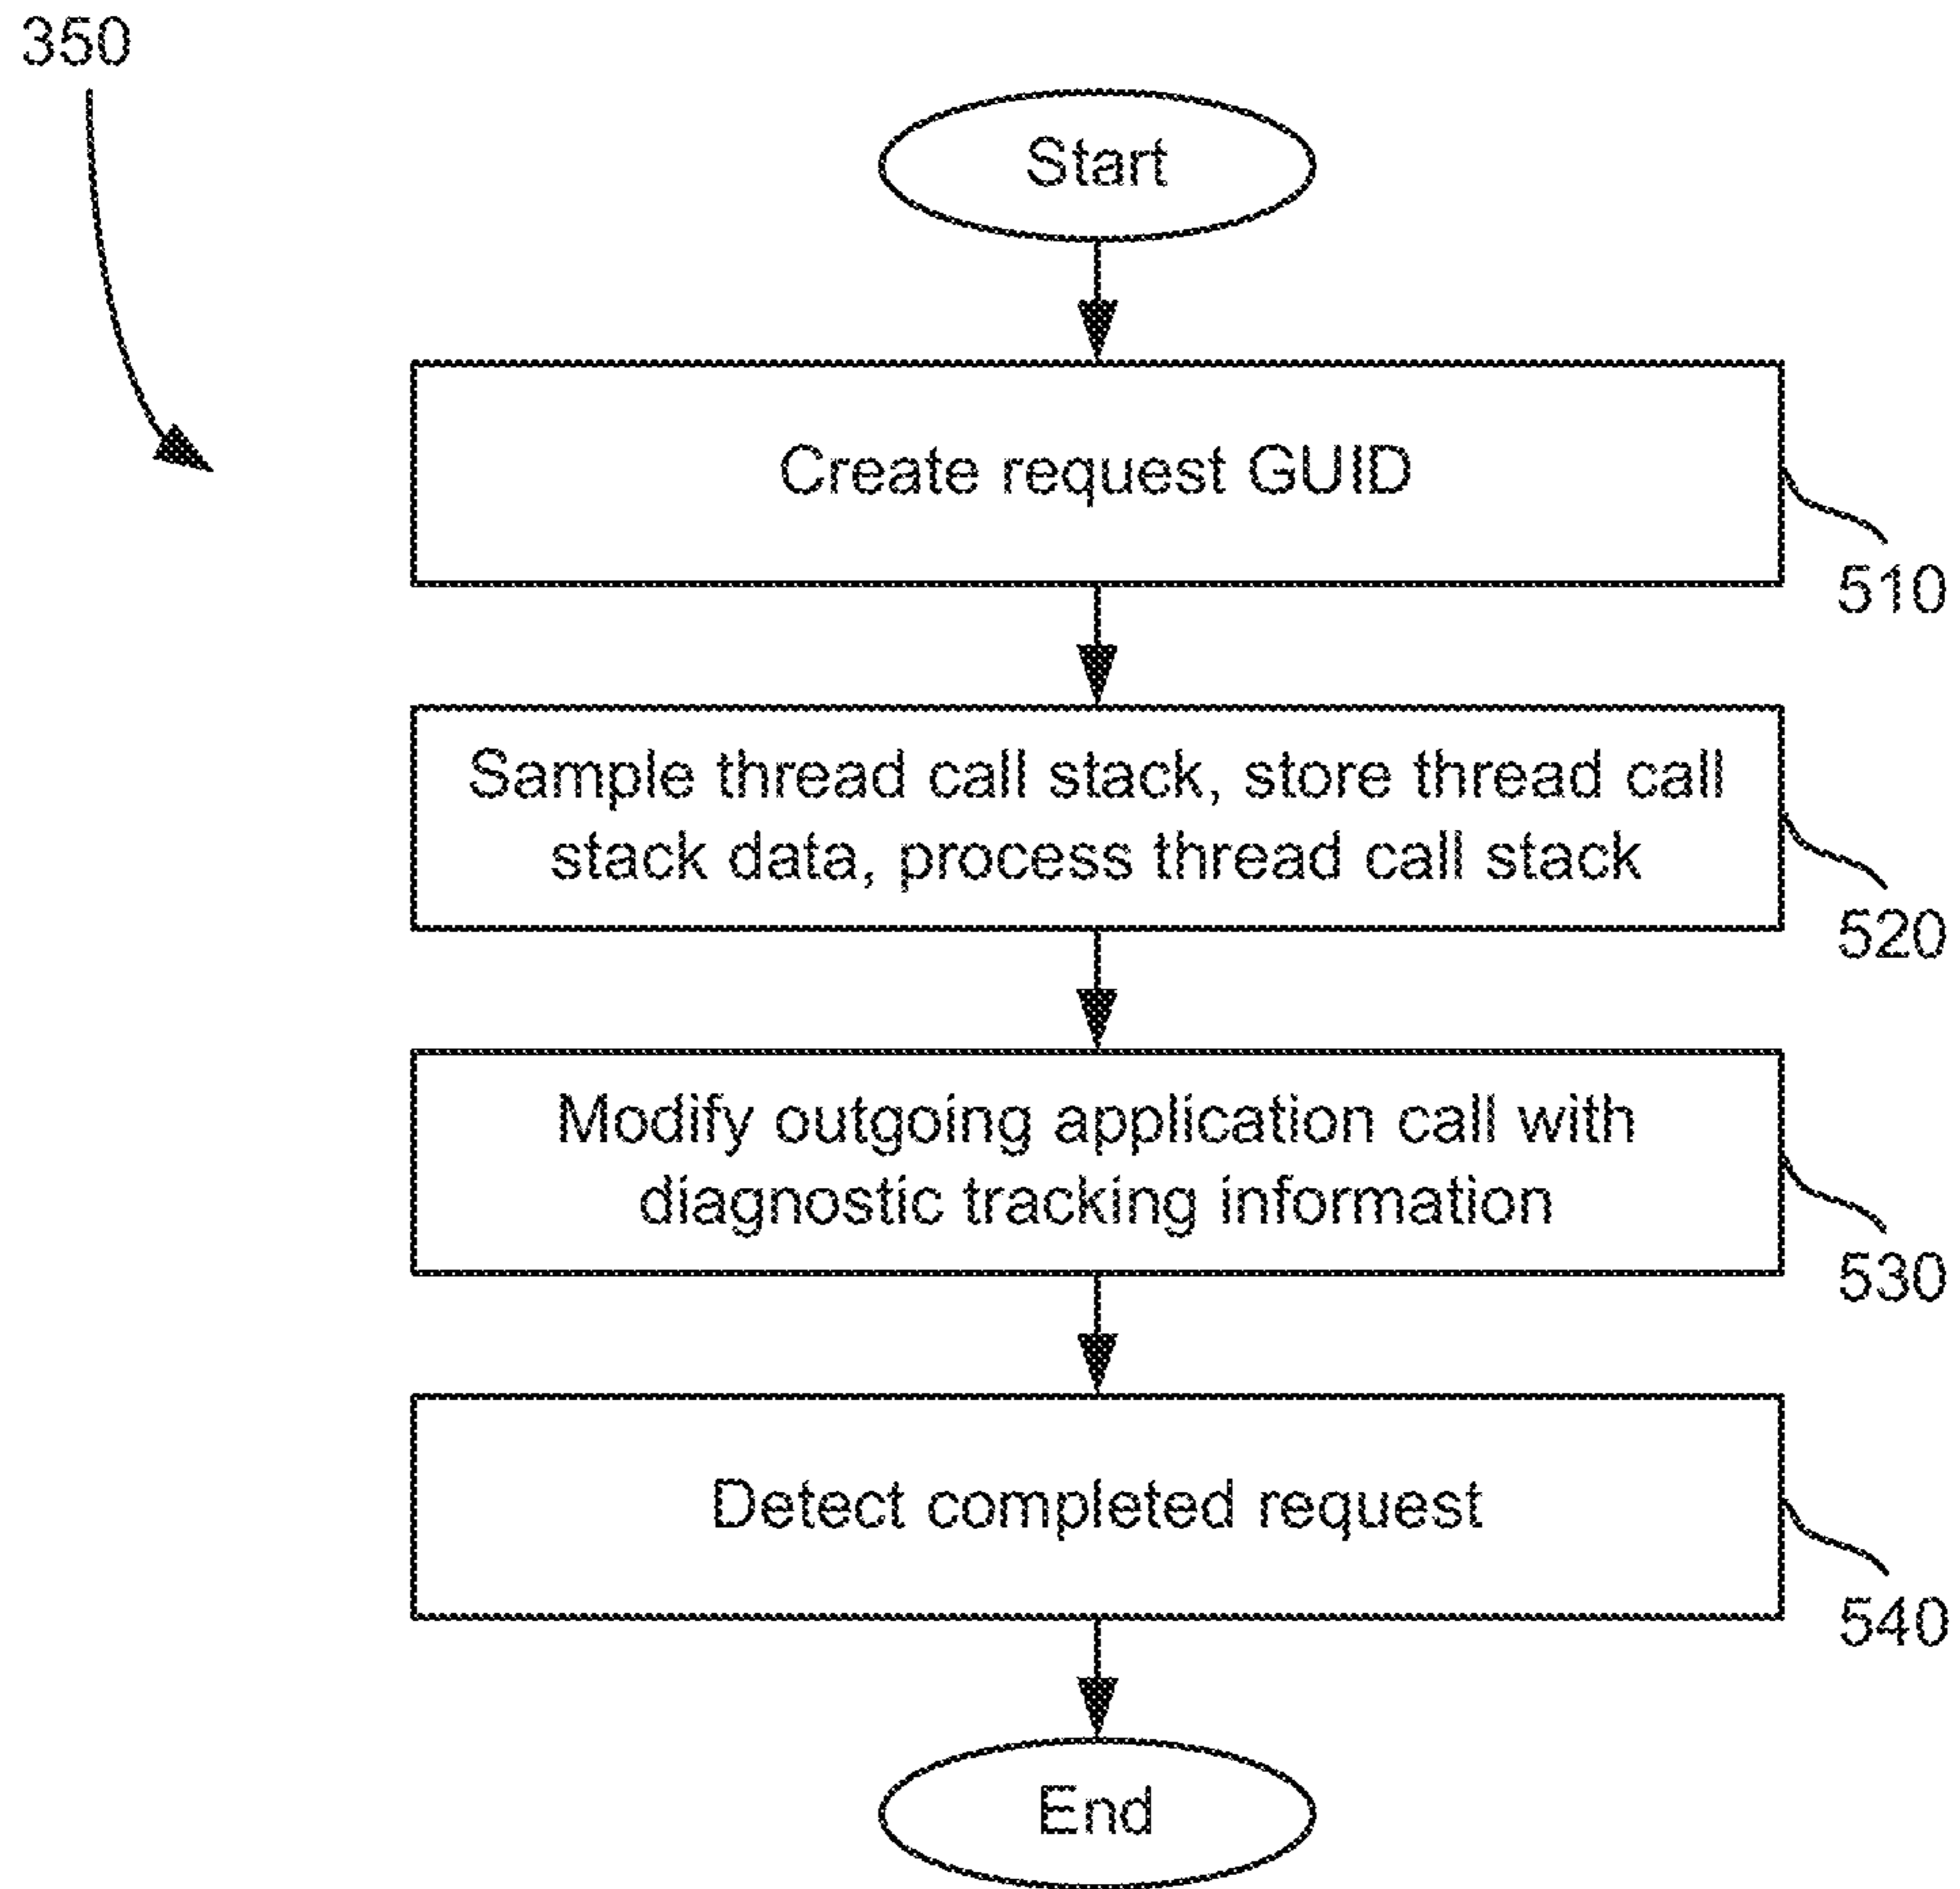 350
Start
Create request GUID
510
Sample thread call stack, store thread call
stack data, process thread call stack
520
Modify outgoing application call with
diagnostic tracking information
530
Detect completed request
540
End